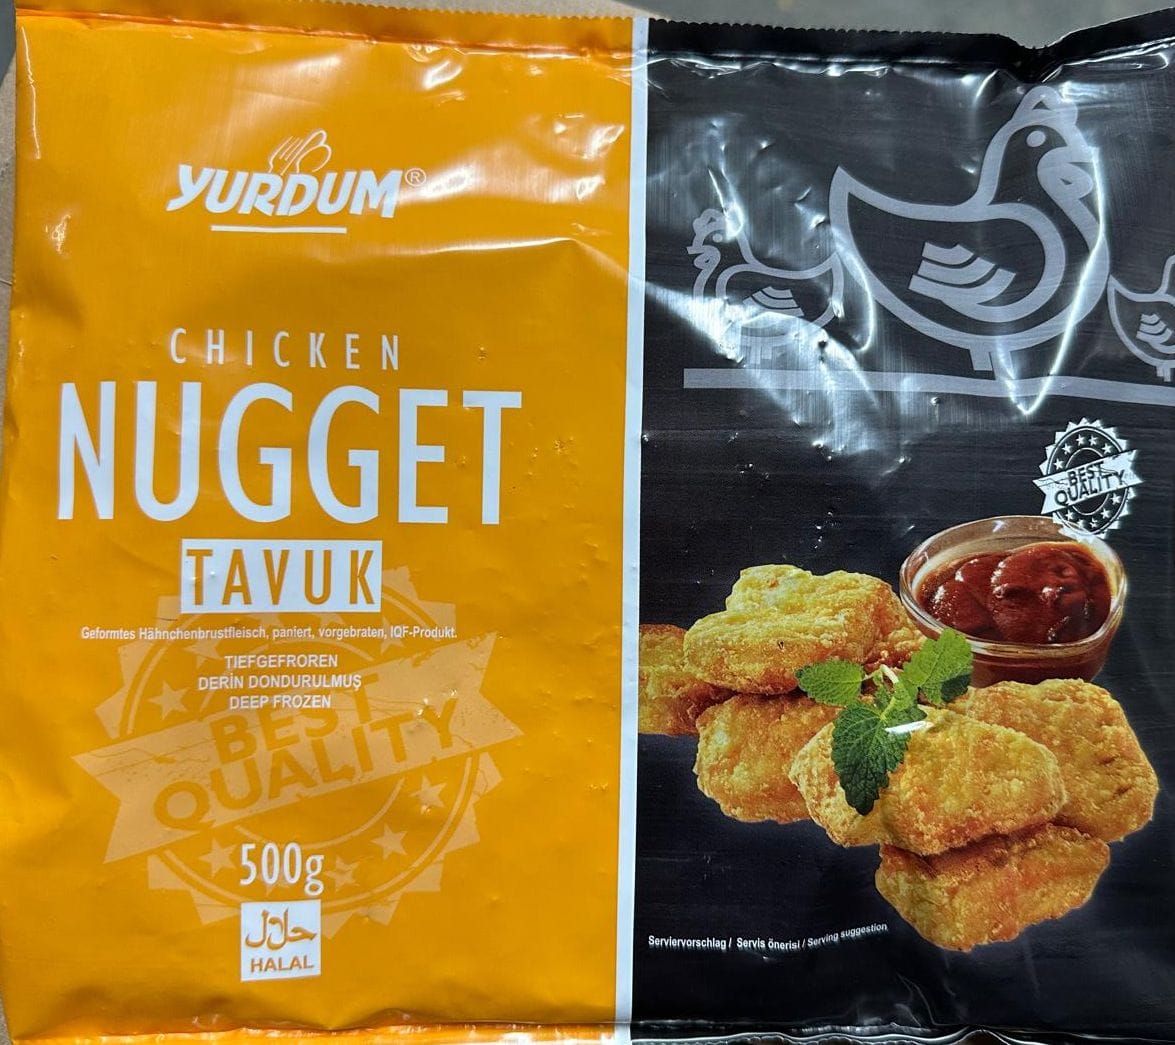 YURDUM®
CHICKEN
NUGGET
TAVUK
Geformtes Hähnchenbrustfleisch, paniert, vorgebraten, IQF-Produkt.
TIEFGEFROREN
DERİN DONDURULMUŞ
DEEP FROZEN
BEST
QUALITY
500g
حلال
HALAL
BEST
QUALITY
Serviervorschlag / Servis önerisi / Serving suggestion